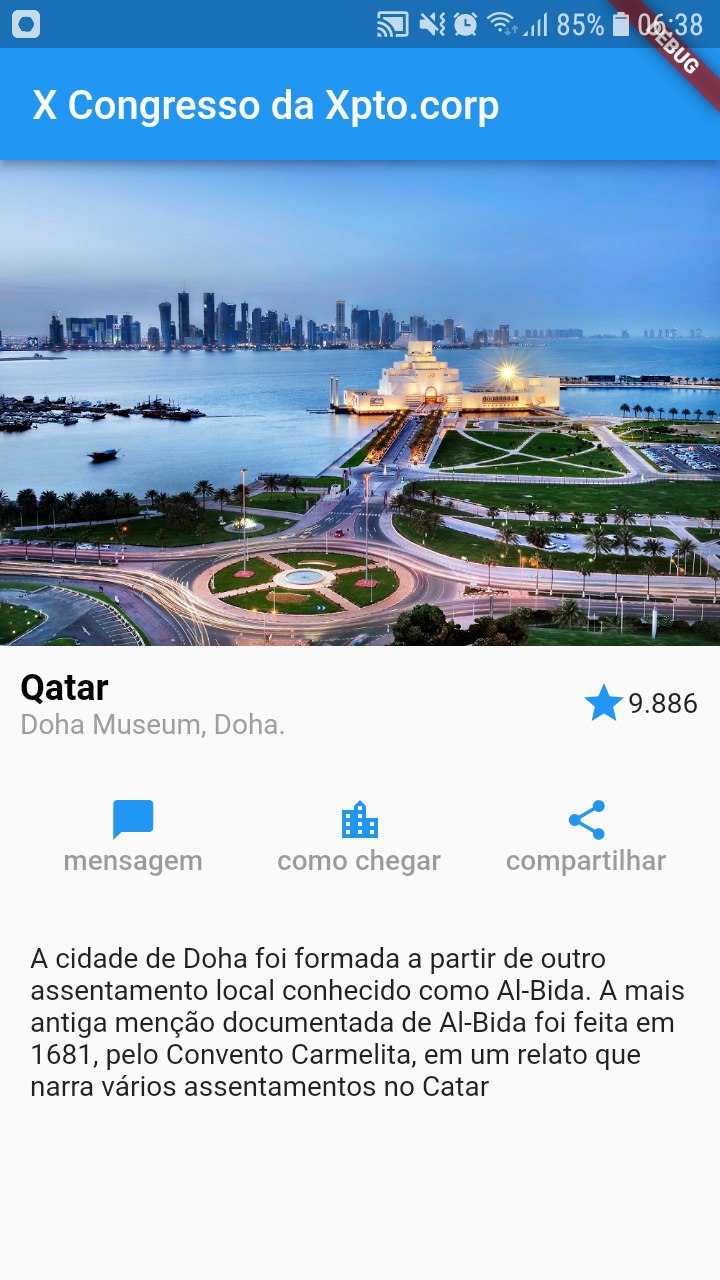 85% 06:38
DEBUG
X Congresso da Xpto.corp
Qatar
Doha Museum, Doha.
9.886
mensagem como chegar compartilhar
A cidade de Doha foi formada a partir de outro
assentamento local conhecido como Al-Bida. A mais
antiga menção documentada de Al-Bida foi feita em
1681, pelo Convento Carmelita, em um relato que
narra vários assentamentos no Catar